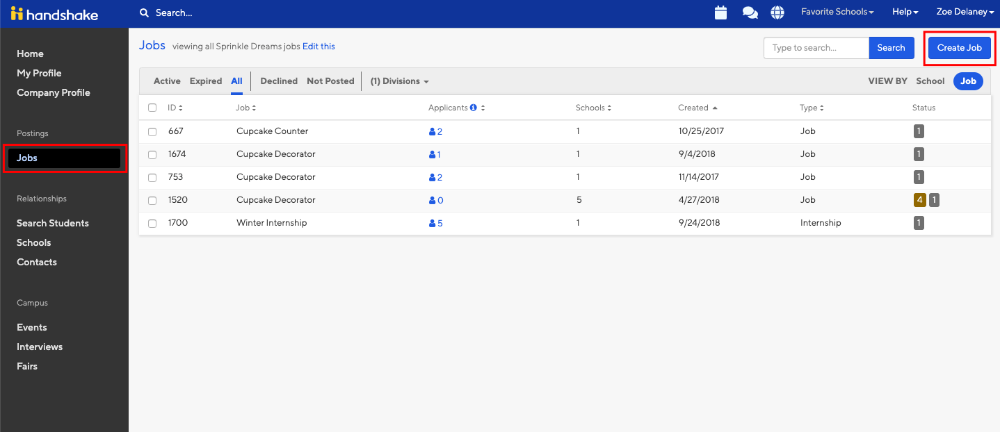 handshake Search... Favorite Schools Help Zoe Delaney
Home
My Profile
Company Profile
Postings
Jobs
Relationships
Search Students
Schools
Contacts
Campus
Events
Interviews
Fairs
Jobs viewing all Sprinkle Dreams jobs Edit this Type to search... Search Create Job
Active Expired All Declined Not Posted (1) Divisions VIEW BY School Job
ID Job Applicants Schools Created Type Status
667 Cupcake Counter 2 1 10/25/2017 Job 1
1674 Cupcake Decorator 1 1 9/4/2018 Job 1
753 Cupcake Decorator 2 1 11/14/2017 Job 1
1520 Cupcake Decorator 0 5 4/27/2018 Job 4 1
1700 Winter Internship 5 1 9/24/2018 Internship 1